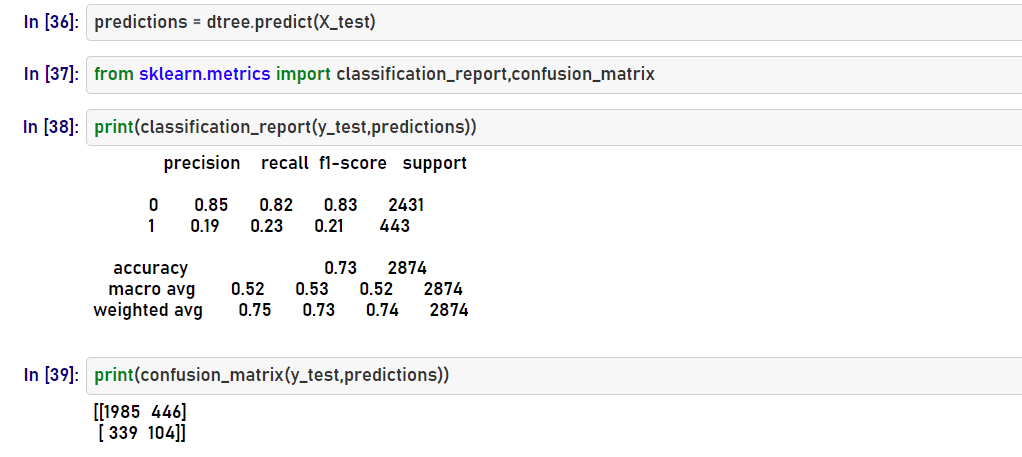 In [36]: predictions = dtree.predict(X_test)
In [37]: from sklearn.metrics import classification_report,confusion_matrix
In [38]: print(classification_report(y_test,predictions))
precision recall f1-score support
0 0.85 0.82 0.83 2431
1 0.19 0.23 0.21 443
accuracy 0.73 2874
macro avg 0.52 0.53 0.52 2874
weighted avg 0.75 0.73 0.74 2874
In [39]: print(confusion_matrix(y_test,predictions))
[[1985 446]
[ 339 104]]